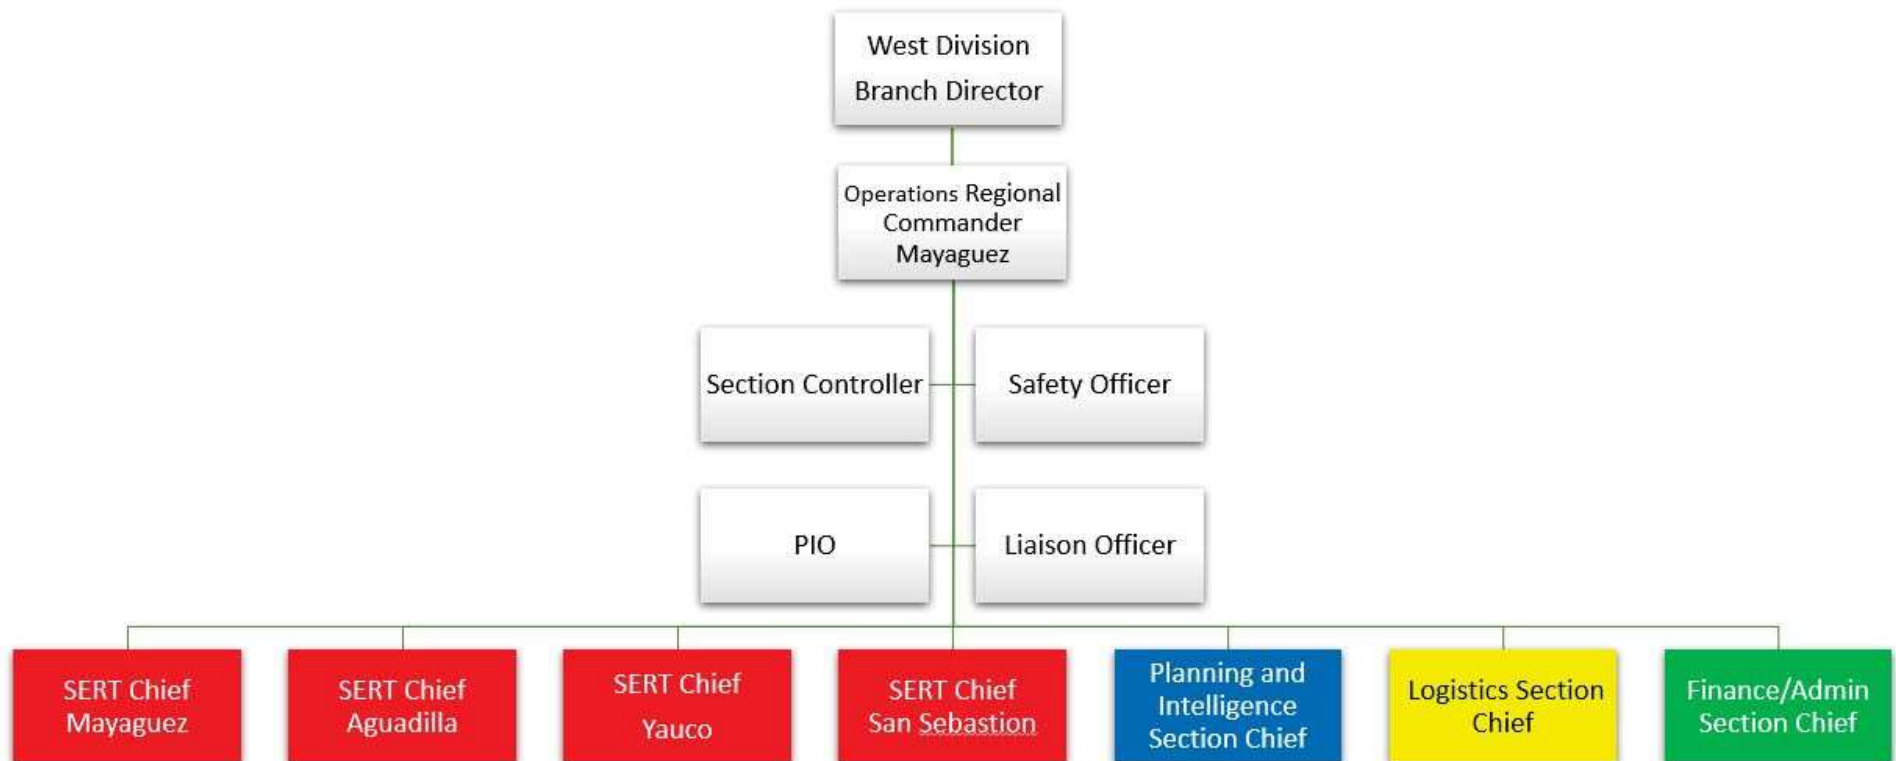 West Division
Branch Director
Operations Regional
Commander
Mayaguez
Section Controller
Safety Officer
PIO
Liaison Officer
SERT Chief
Mayaguez
SERT Chief
Aguadilla
SERT Chief
Yauco
SERT Chief
San Sebastion
Planning and
Intelligence
Section Chief
Logistics Section
Chief
Finance/Admin
Section Chief